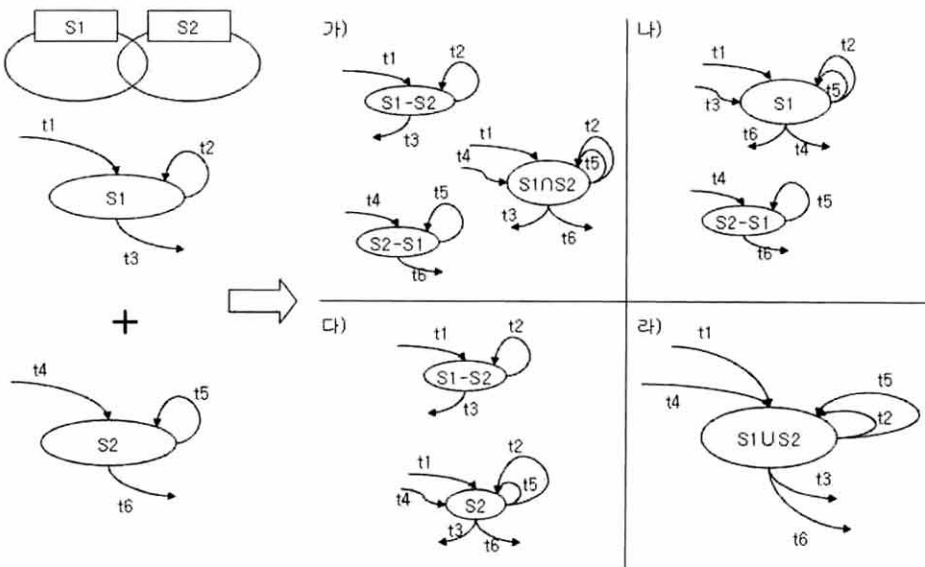 S1
S2
t1
t2
S1
t3
+
t4
t5
S2
t6
가)
t1
t2
S1-S2
t3
t1
t2
t4
t5
S1∩S2
t3
t6
t4
t5
S2-S1
t6
나)
t1
t2
t3
t5
S1
t6
t4
t4
t5
S2-S1
t6
다)
t1
t2
S1-S2
t3
t1
t2
t4
t5
S2
t3
t6
라)
t1
t4
t5
t2
S1∪S2
t3
t6